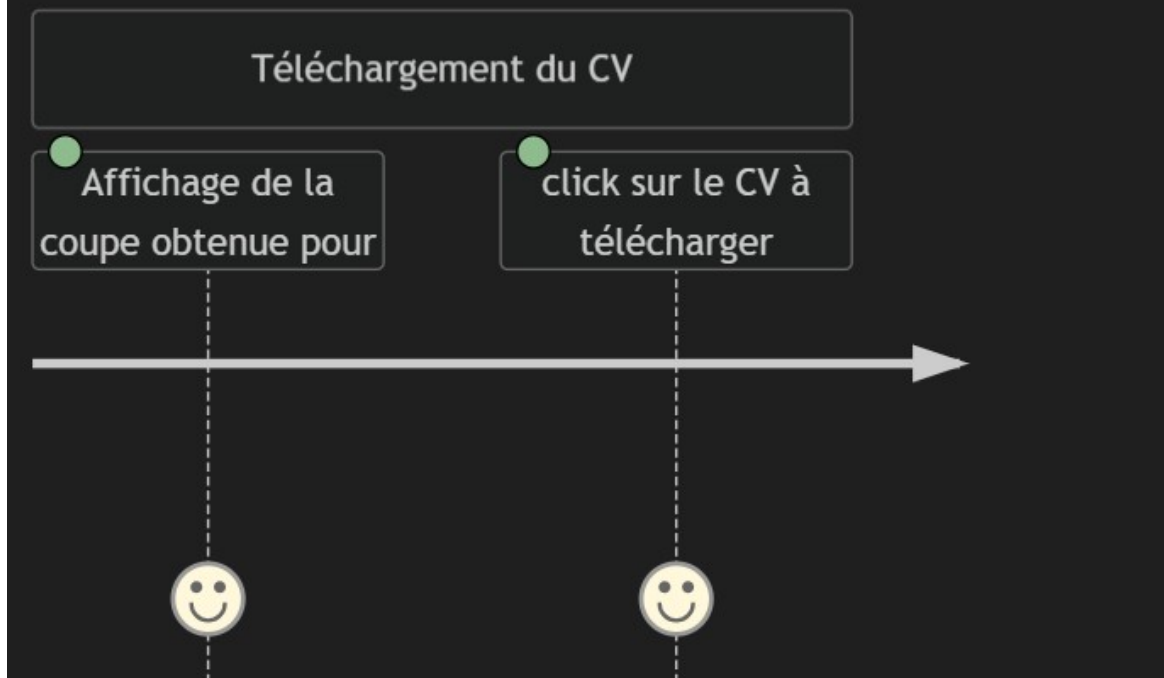 Téléchargement du CV
Affichage de la
coupe obtenue pour
click sur le CV à
télécharger